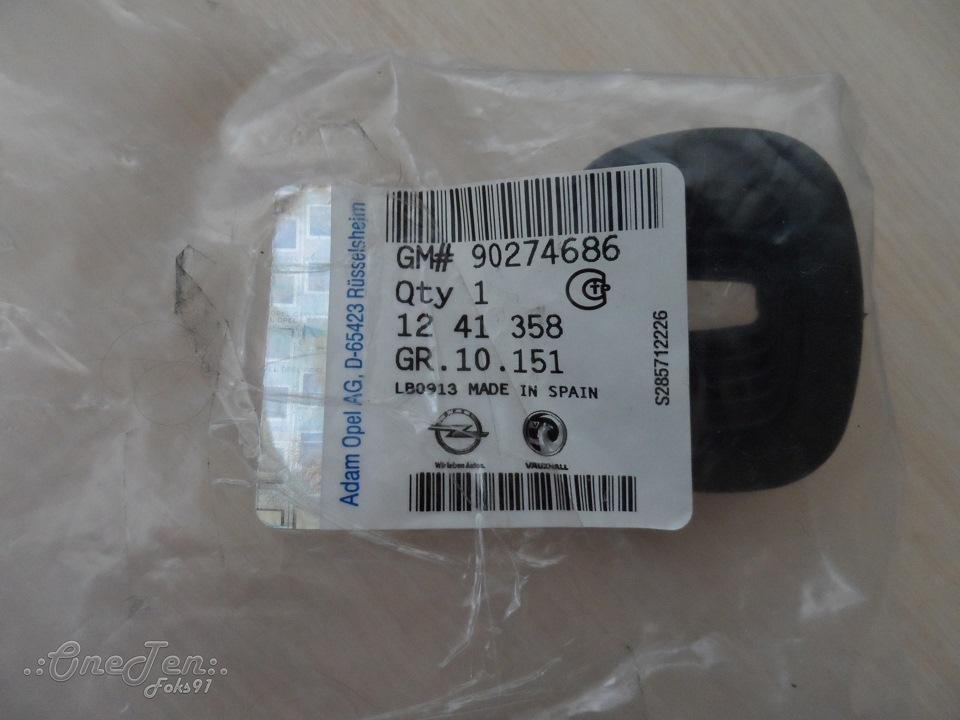 Adam Opel AG, D-65423 Rüsselsheim
GM# 90274686
Qty 1
12 41 358
GR.10.151
LB0913 MADE IN SPAIN
OPEL
Wir leben Autos.
VAUXHALL
S285712226
.:OneTen:.
Foks91